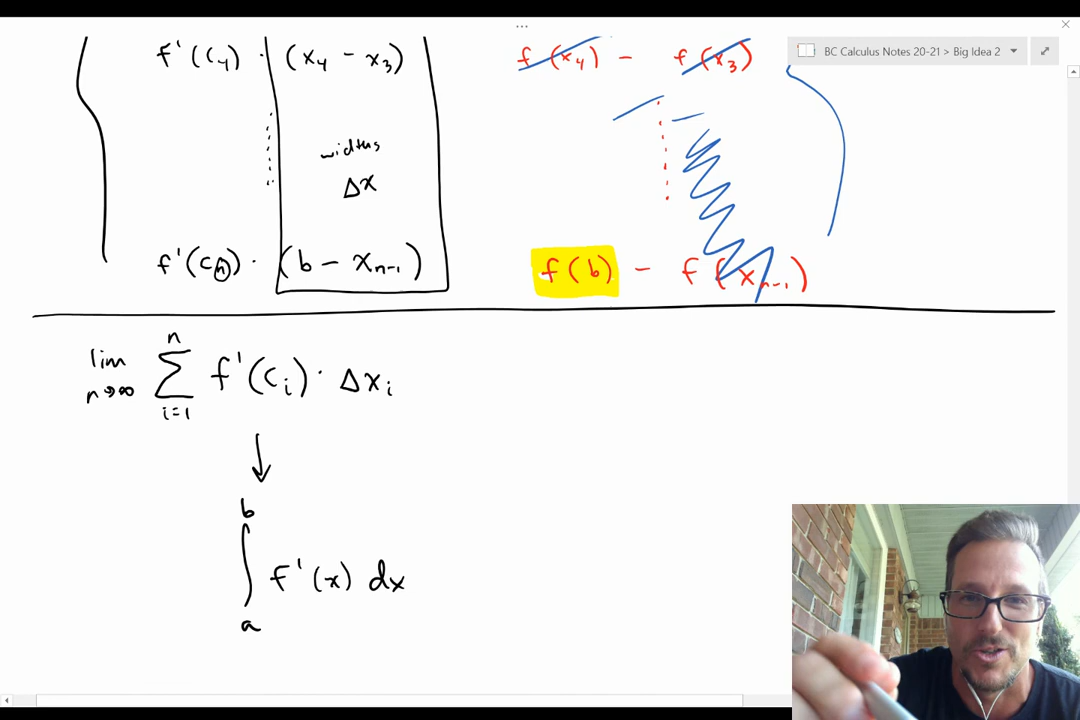 BC Calculus Notes 20-21 > Big Idea 2
f'(c₄) · (x₄ − x₃) f(x₄) − f(x₃)
widths
Δx
f'(cₙ) · (b − xₙ₋₁) f(b) − f(xₙ₋₁)
lim n→∞ n ∑ i=1 f'(cᵢ) · Δxᵢ
↓
b
∫ f'(x) dx
a